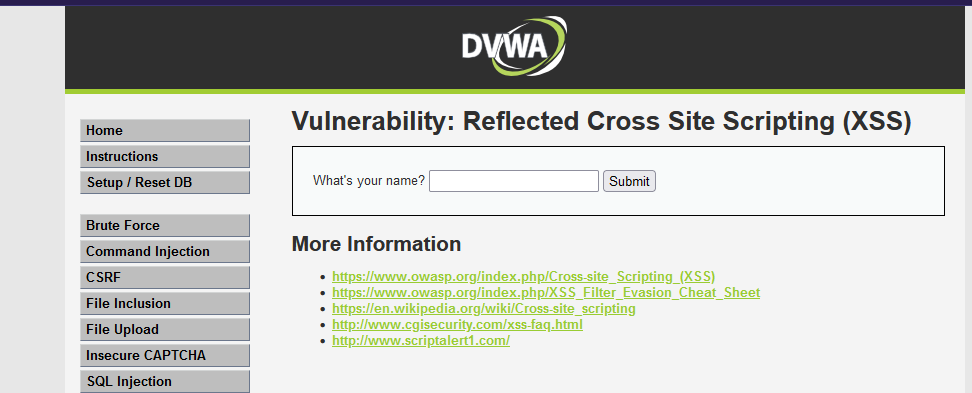 DVWA
Home
Instructions
Setup / Reset DB
Brute Force
Command Injection
CSRF
File Inclusion
File Upload
Insecure CAPTCHA
SQL Injection
Vulnerability: Reflected Cross Site Scripting (XSS)
What's your name? Submit
More Information
https://www.owasp.org/index.php/Cross-site_Scripting_(XSS)
https://www.owasp.org/index.php/XSS_Filter_Evasion_Cheat_Sheet
https://en.wikipedia.org/wiki/Cross-site_scripting
http://www.cgisecurity.com/xss-faq.html
http://www.scriptalert1.com/